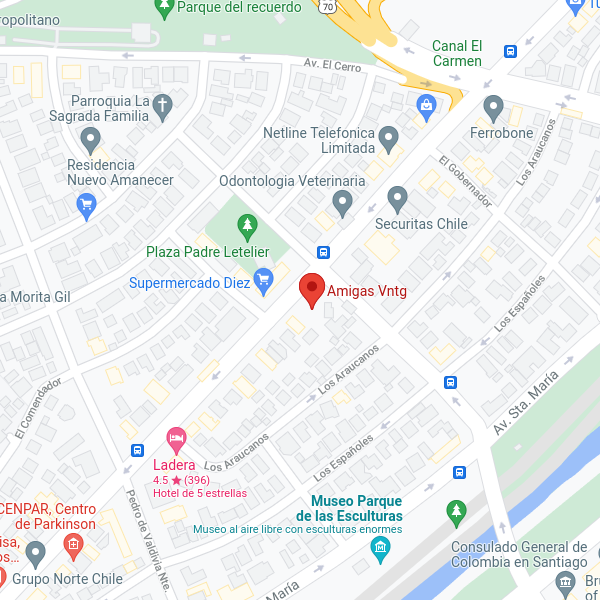 Parque del recuerdo
70
Tu
ropolitano
Canal El
Carmen
Av. El Cerro
Parroquia La
Sagrada Familia
Netline Telefonica
Limitada
Ferrobone
Los Araucanos
El Gobernador
Residencia
Nuevo Amanecer
Odontologia Veterinaria
Securitas Chile
Plaza Padre Letelier
Supermercado Diez
Amigas Vntg
a Morita Gil
Los Españoles
El Comendador
Los Araucanos
Av. Sta. María
Los Araucanos
Los Españoles
Ladera
4.5 ★ (396)
Hotel de 5 estrellas
Pedro de Valdivia Nte.
CENPAR, Centro
de Parkinson
Museo Parque
de las Esculturas
Museo al aire libre con esculturas enormes
isa,
os...
Grupo Norte Chile
Consulado General de
Colombia en Santiago
María
Bru
of